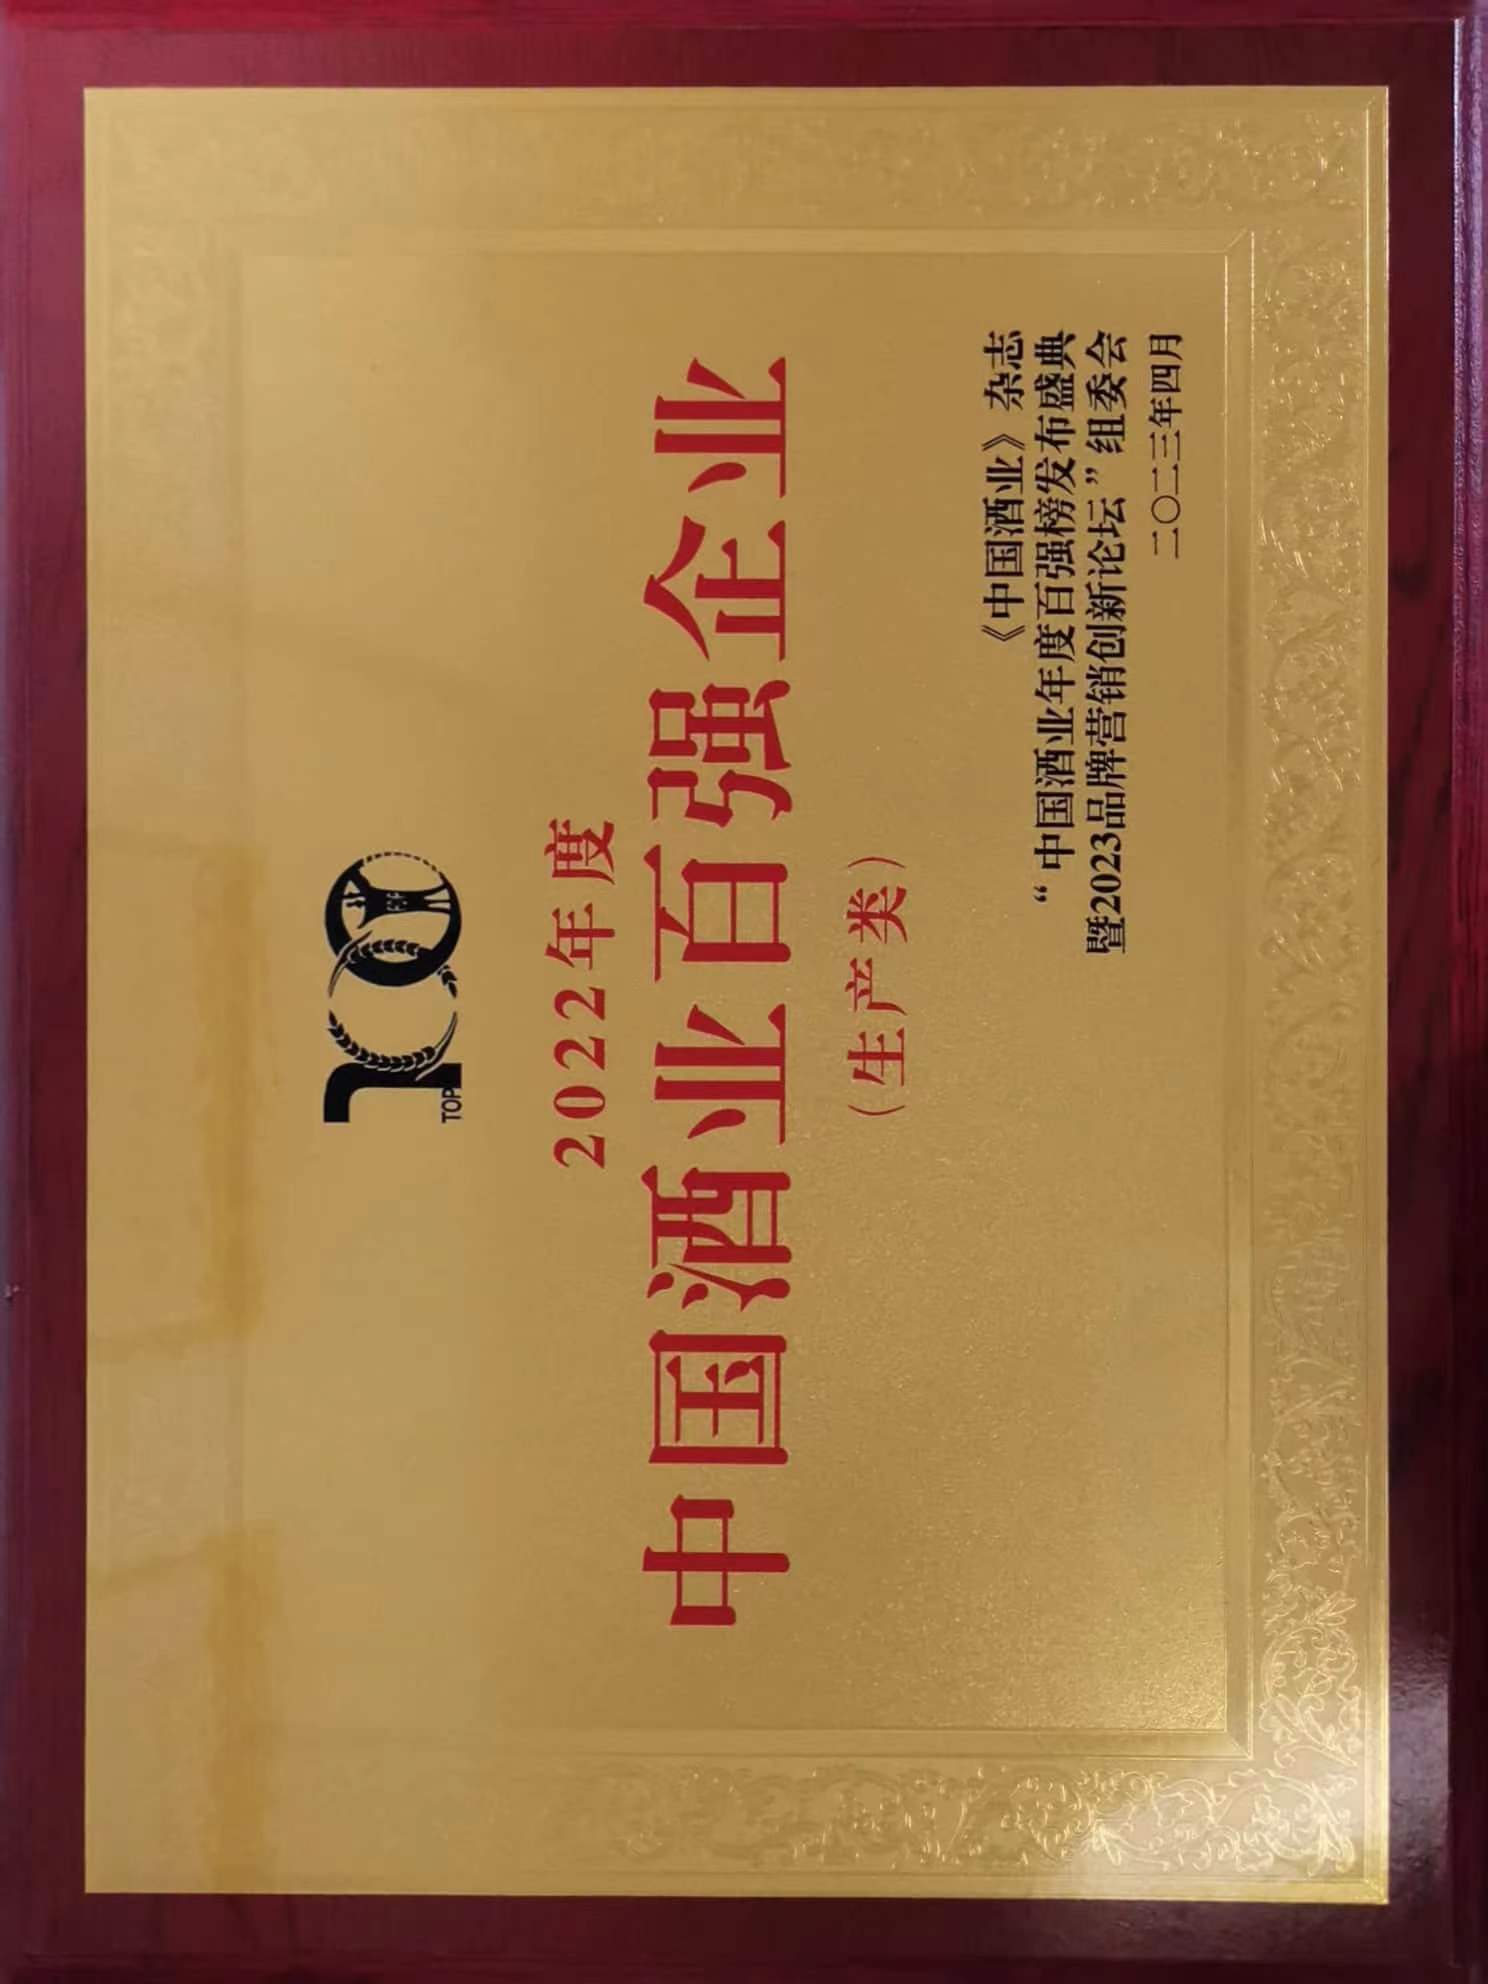 TOP 100
2022年度
中国酒业百强企业
（生产类）
《中国酒业》杂志
“中国酒业年度百强榜发布盛典
暨2023品牌营销创新论坛”组委会
二〇二三年四月